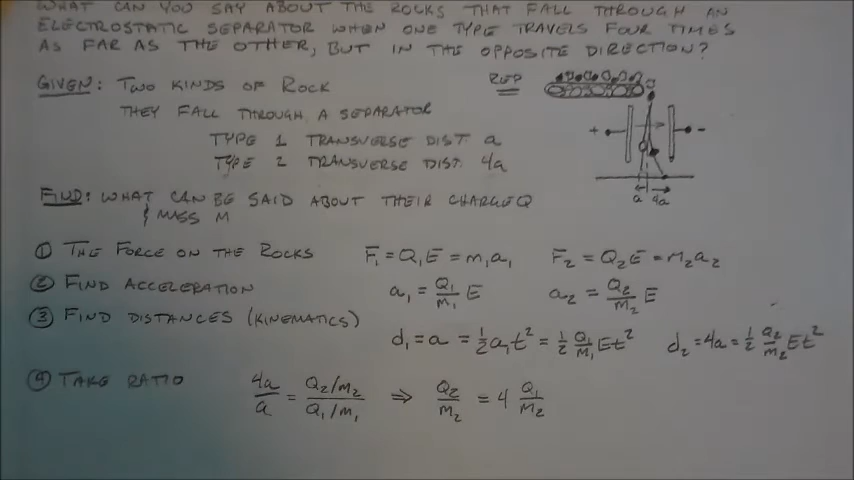 WHAT CAN YOU SAY ABOUT THE ROCKS THAT FALL THROUGH AN
ELECTROSTATIC SEPARATOR WHEN ONE TYPE TRAVELS FOUR TIMES
AS FAR AS THE OTHER, BUT IN THE OPPOSITE DIRECTION?
GIVEN: TWO KINDS OF ROCK
REP
THEY FALL THROUGH A SEPARATOR
TYPE 1 TRANSVERSE DIST. a
TYPE 2 TRANSVERSE DIST. 4a
+ -
a 4a
FIND: WHAT CAN BE SAID ABOUT THEIR CHARGE Q
& MASS M
① THE FORCE ON THE ROCKS F₁ = Q₁E = m₁a₁ F₂ = Q₂E = m₂a₂
② FIND ACCELERATION a₁ = Q₁/m₁ E a₂ = Q₂/m₂ E
③ FIND DISTANCES (KINEMATICS)
d₁ = a = 1/2 a₁t² = 1/2 Q₁/m₁ Et² d₂ = 4a = 1/2 Q₂/m₂ Et²
④ TAKE RATIO 4a/a = Q₂/m₂ / Q₁/m₁ ⇒ Q₂/m₂ = 4 Q₁/m₂